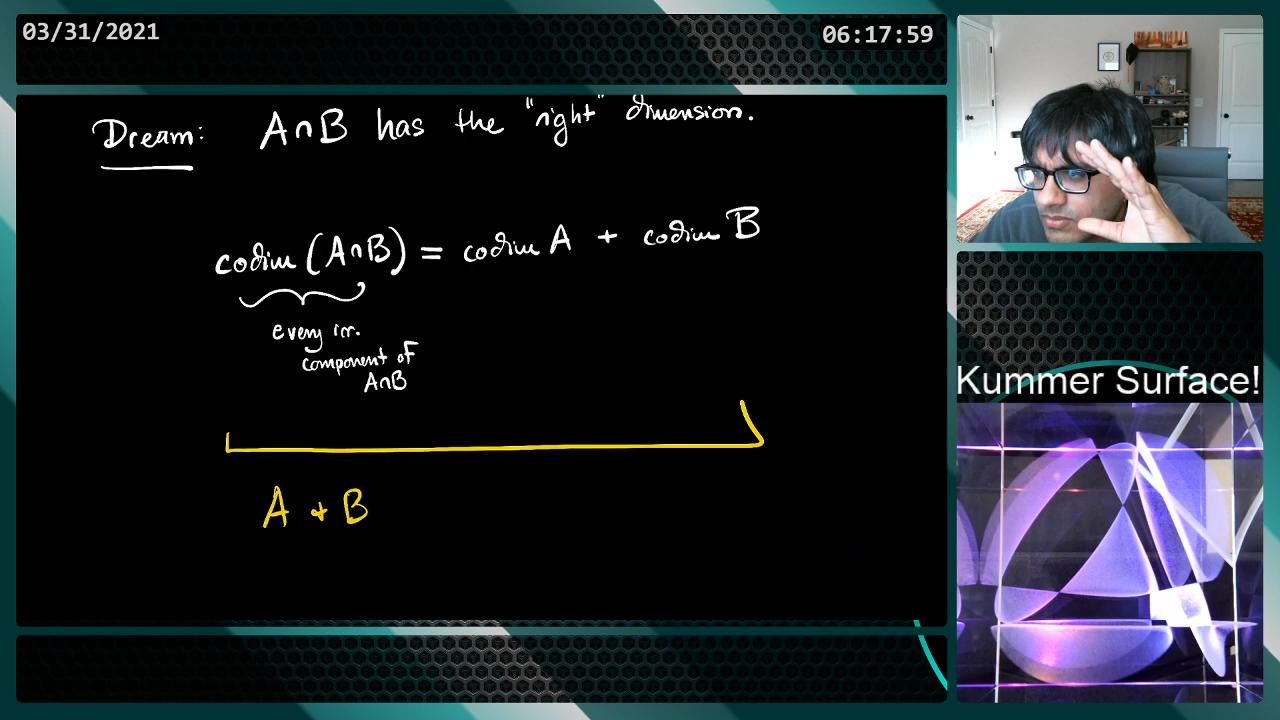 03/31/2021
06:17:59
Dream: A∩B has the "right" dimension.
codim (A∩B) = codim A + codim B
every irr.
component of
A∩B
A + B
Kummer Surface!